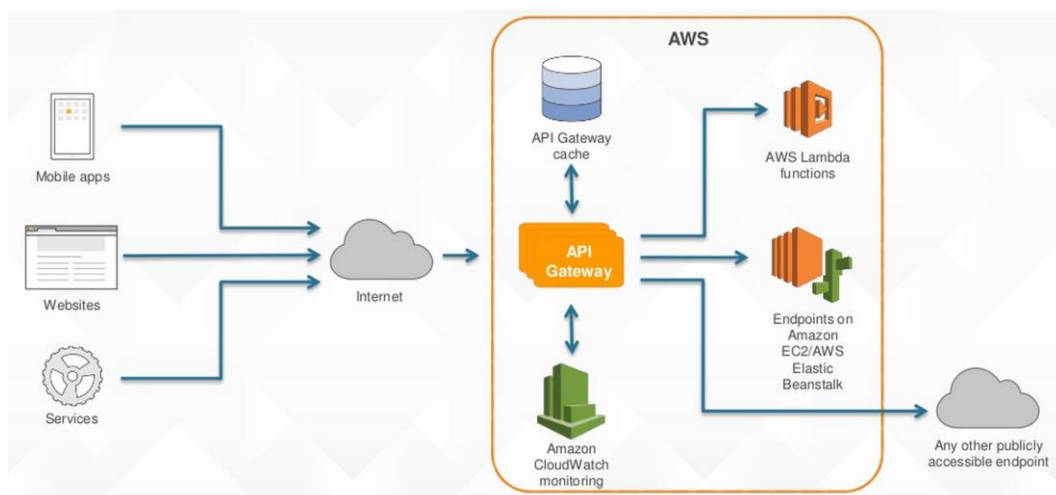 AWS
Mobile apps
Websites
Services
Internet
API Gateway
cache
API
Gateway
Amazon
CloudWatch
monitoring
AWS Lambda
functions
Endpoints on
Amazon
EC2/AWS
Elastic
Beanstalk
Any other publicly
accessible endpoint